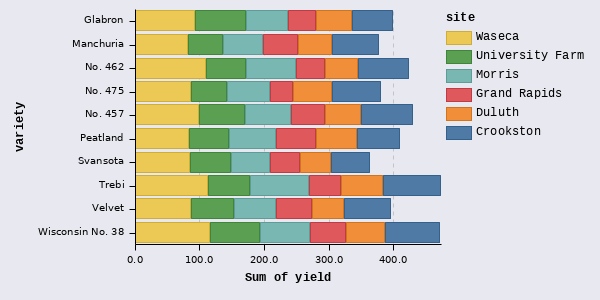 site
Waseca
University Farm
Morris
Grand Rapids
Duluth
Crookston
variety
Glabron
Manchuria
No. 462
No. 475
No. 457
Peatland
Svansota
Trebi
Velvet
Wisconsin No. 38
0.0 100.0 200.0 300.0 400.0
Sum of yield